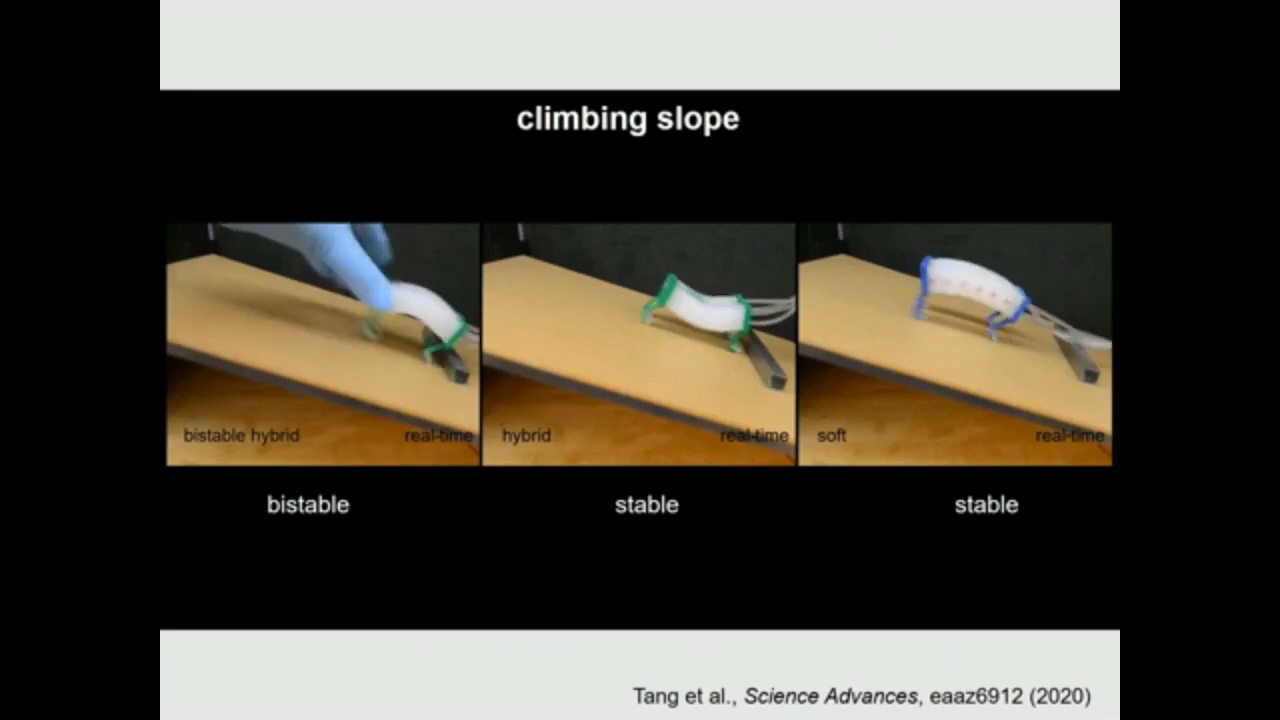 climbing slope
bistable hybrid real-time
hybrid real-time
soft real-time
bistable
stable
stable
Tang et al., Science Advances, eaaz6912 (2020)